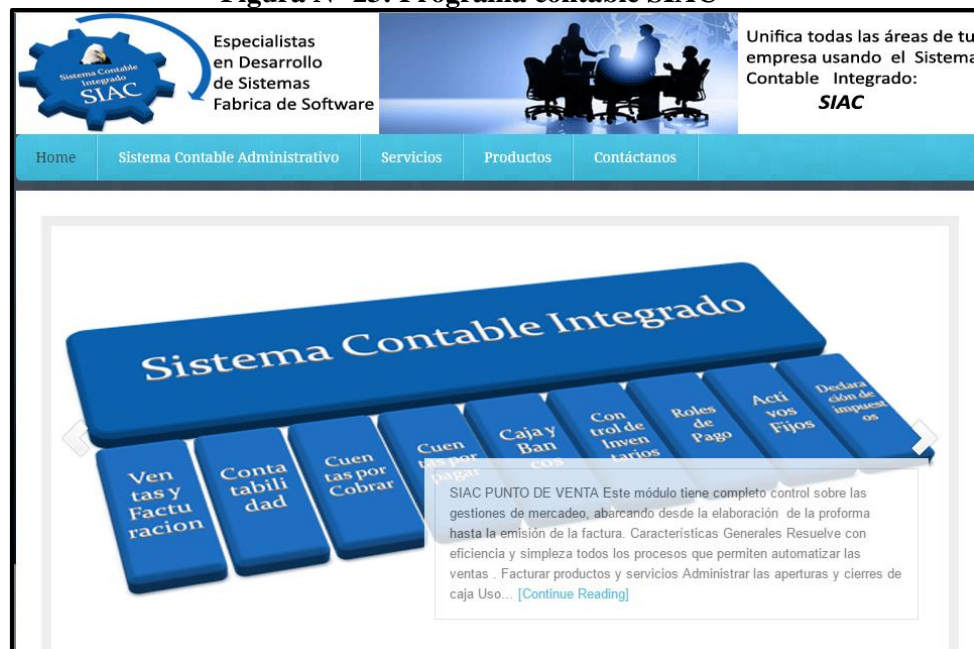 Figura N° 23: Programa contable SIAC
Sistema Contable
Integrado
SIAC
Especialistas
en Desarrollo
de Sistemas
Fabrica de Software
Unifica todas las áreas de tu
empresa usando el Sistema
Contable Integrado:
SIAC
Home Sistema Contable Administrativo Servicios Productos Contáctanos
Sistema Contable Integrado
Ven
tas y
Factu
racion
Conta
bili
dad
Cuen
tas por
Cobrar
Cuen
tas por
pagar
Caja y
Ban
cos
Con
trol de
Inven
tarios
Roles
de
Pago
Acti
vos
Fijos
Declara
ción de
impuest
os
SIAC PUNTO DE VENTA Este módulo tiene completo control sobre las
gestiones de mercadeo, abarcando desde la elaboración de la proforma
hasta la emisión de la factura. Características Generales Resuelve con
eficiencia y simpleza todos los procesos que permiten automatizar las
ventas . Facturar productos y servicios Administrar las aperturas y cierres de
caja Uso... [Continue Reading]